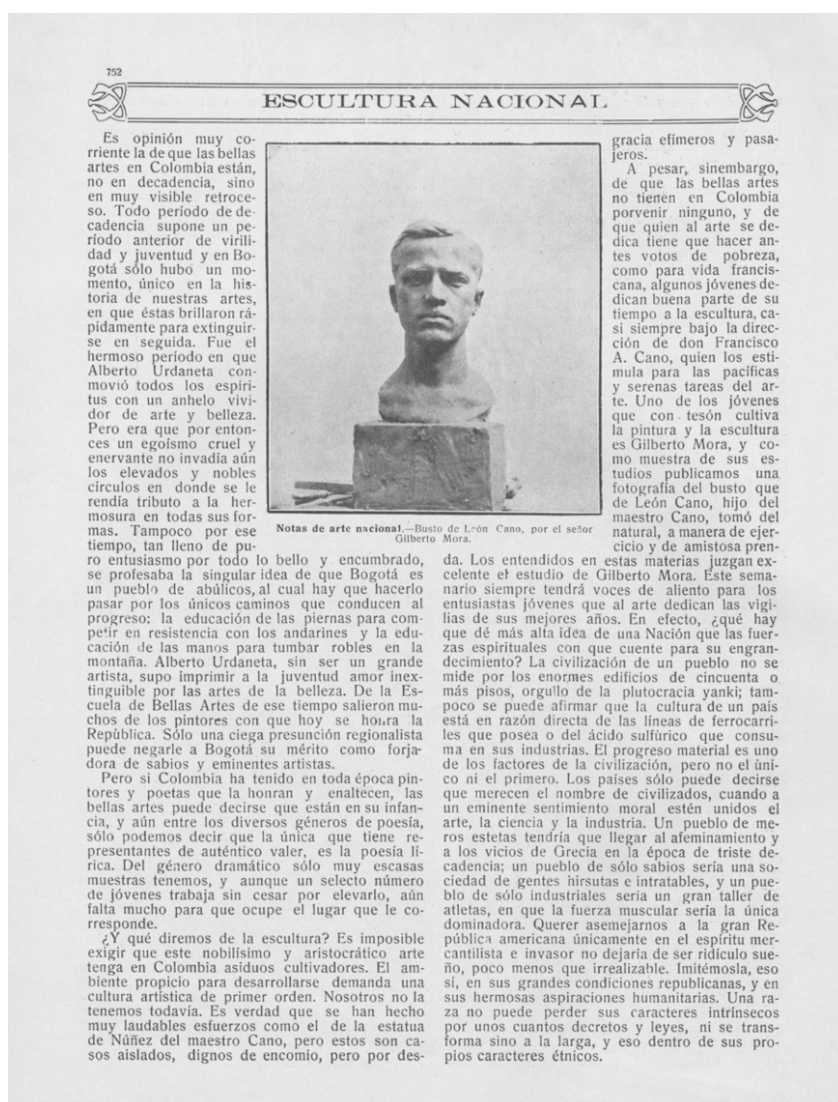 752
ESCULTURA NACIONAL
Es opinión muy co-
rriente la de que las bellas
artes en Colombia están,
no en decadencia, sino
en muy visible retroce-
so. Todo período de de-
cadencia supone un pe-
ríodo anterior de virili-
dad y juventud y en Bo-
gotá sólo hubo un mo-
mento, único en la his-
toria de nuestras artes,
en que éstas brillaron rá-
pidamente para extinguir-
se en seguida. Fue el
hermoso período en que
Alberto Urdaneta con-
movió todos los espíri-
tus con un anhelo vivi-
dor de arte y belleza.
Pero era que por enton-
ces un egoísmo cruel y
enervante no invadía aún
los elevados y nobles
círculos en donde se le
rendía tributo a la her-
mosura en todas sus for-
mas. Tampoco por ese
tiempo, tan lleno de pu-
ro entusiasmo por todo lo bello y encumbrado,
se profesaba la singular idea de que Bogotá es
un pueblo de abúlicos, al cual hay que hacerlo
pasar por los únicos caminos que conducen al
progreso: la educación de las piernas para com-
petir en resistencia con los andarines y la edu-
cación de las manos para tumbar robles en la
montaña. Alberto Urdaneta, sin ser un grande
artista, supo imprimir a la juventud amor inex-
tinguible por las artes de la belleza. De la Es-
cuela de Bellas Artes de ese tiempo salieron mu-
chos de los pintores con que hoy se honra la
República. Sólo una ciega presunción regionalista
puede negarle a Bogotá su mérito como forja-
dora de sabios y eminentes artistas.
Pero si Colombia ha tenido en toda época pin-
tores y poetas que la honran y enaltecen, las
bellas artes puede decirse que están en su infan-
cia, y aún entre los diversos géneros de poesía,
sólo podemos decir que la única que tiene re-
presentantes de auténtico valer, es la poesía lí-
rica. Del género dramático sólo muy escasas
muestras tenemos, y aunque un selecto número
de jóvenes trabaja sin cesar por elevarlo, aún
falta mucho para que ocupe el lugar que le co-
rresponde.
¿Y qué diremos de la escultura? Es imposible
exigir que este nobilísimo y aristocrático arte
tenga en Colombia asiduos cultivadores. El am-
biente propicio para desarrollarse demanda una
cultura artística de primer orden. Nosotros no la
tenemos todavía. Es verdad que se han hecho
muy laudables esfuerzos como el de la estatua
de Núñez del maestro Cano, pero estos son ca-
sos aislados, dignos de encomio, pero por des-
Notas de arte nacional.—Busto de León Cano, por el señor
Gilberto Mora.
gracia efímeros y pasa-
jeros.
A pesar, sinembargo,
de que las bellas artes
no tienen en Colombia
porvenir ninguno, y de
que quien al arte se de-
dica tiene que hacer an-
tes votos de pobreza,
como para vida francis-
cana, algunos jóvenes de-
dican buena parte de su
tiempo a la escultura, ca-
si siempre bajo la direc-
ción de don Francisco
A. Cano, quien los esti-
mula para las pacíficas
y serenas tareas del ar-
te. Uno de los jóvenes
que con tesón cultiva
la pintura y la escultura
es Gilberto Mora, y co-
mo muestra de sus es-
tudios publicamos una
fotografía del busto que
de León Cano, hijo del
maestro Cano, tomó del
natural, a manera de ejer-
cicio y de amistosa pren-
da. Los entendidos en estas materias juzgan ex-
celente el estudio de Gilberto Mora. Este sema-
nario siempre tendrá voces de aliento para los
entusiastas jóvenes que al arte dedican las vigi-
lias de sus mejores años. En efecto, ¿qué hay
que dé más alta idea de una Nación que las fuer-
zas espirituales con que cuente para su engran-
decimiento? La civilización de un pueblo no se
mide por los enormes edificios de cincuenta o
más pisos, orgullo de la plutocracia yanki; tam-
poco se puede afirmar que la cultura de un país
está en razón directa de las líneas de ferrocarri-
les que posea o del ácido sulfúrico que consu-
ma en sus industrias. El progreso material es uno
de los factores de la civilización, pero no el úni-
co ni el primero. Los países sólo puede decirse
que merecen el nombre de civilizados, cuando a
un eminente sentimiento moral estén unidos el
arte, la ciencia y la industria. Un pueblo de me-
ros estetas tendría que llegar al afeminamiento y
a los vicios de Grecia en la época de triste de-
cadencia; un pueblo de sólo sabios sería una so-
ciedad de gentes hirsutas e intratables, y un pue-
blo de sólo industriales sería un gran taller de
atletas, en que la fuerza muscular sería la única
dominadora. Querer asemejarnos a la gran Re-
pública americana únicamente en el espíritu mer-
cantilista e invasor no dejaría de ser ridículo sue-
ño, poco menos que irrealizable. Imitémosla, eso
sí, en sus grandes condiciones republicanas, y en
sus hermosas aspiraciones humanitarias. Una ra-
za no puede perder sus caracteres intrínsecos
por unos cuantos decretos y leyes, ni se trans-
forma sino a la larga, y eso dentro de sus pro-
pios caracteres étnicos.